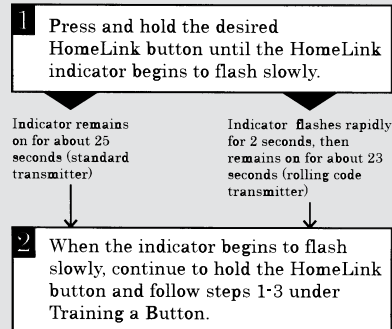 1 Press and hold the desired
HomeLink button until the HomeLink
indicator begins to flash slowly.
Indicator remains
on for about 25
seconds (standard
transmitter)
Indicator flashes rapidly
for 2 seconds, then
remains on for about 23
seconds (rolling code
transmitter)
2 When the indicator begins to flash
slowly, continue to hold the HomeLink
button and follow steps 1-3 under
Training a Button.